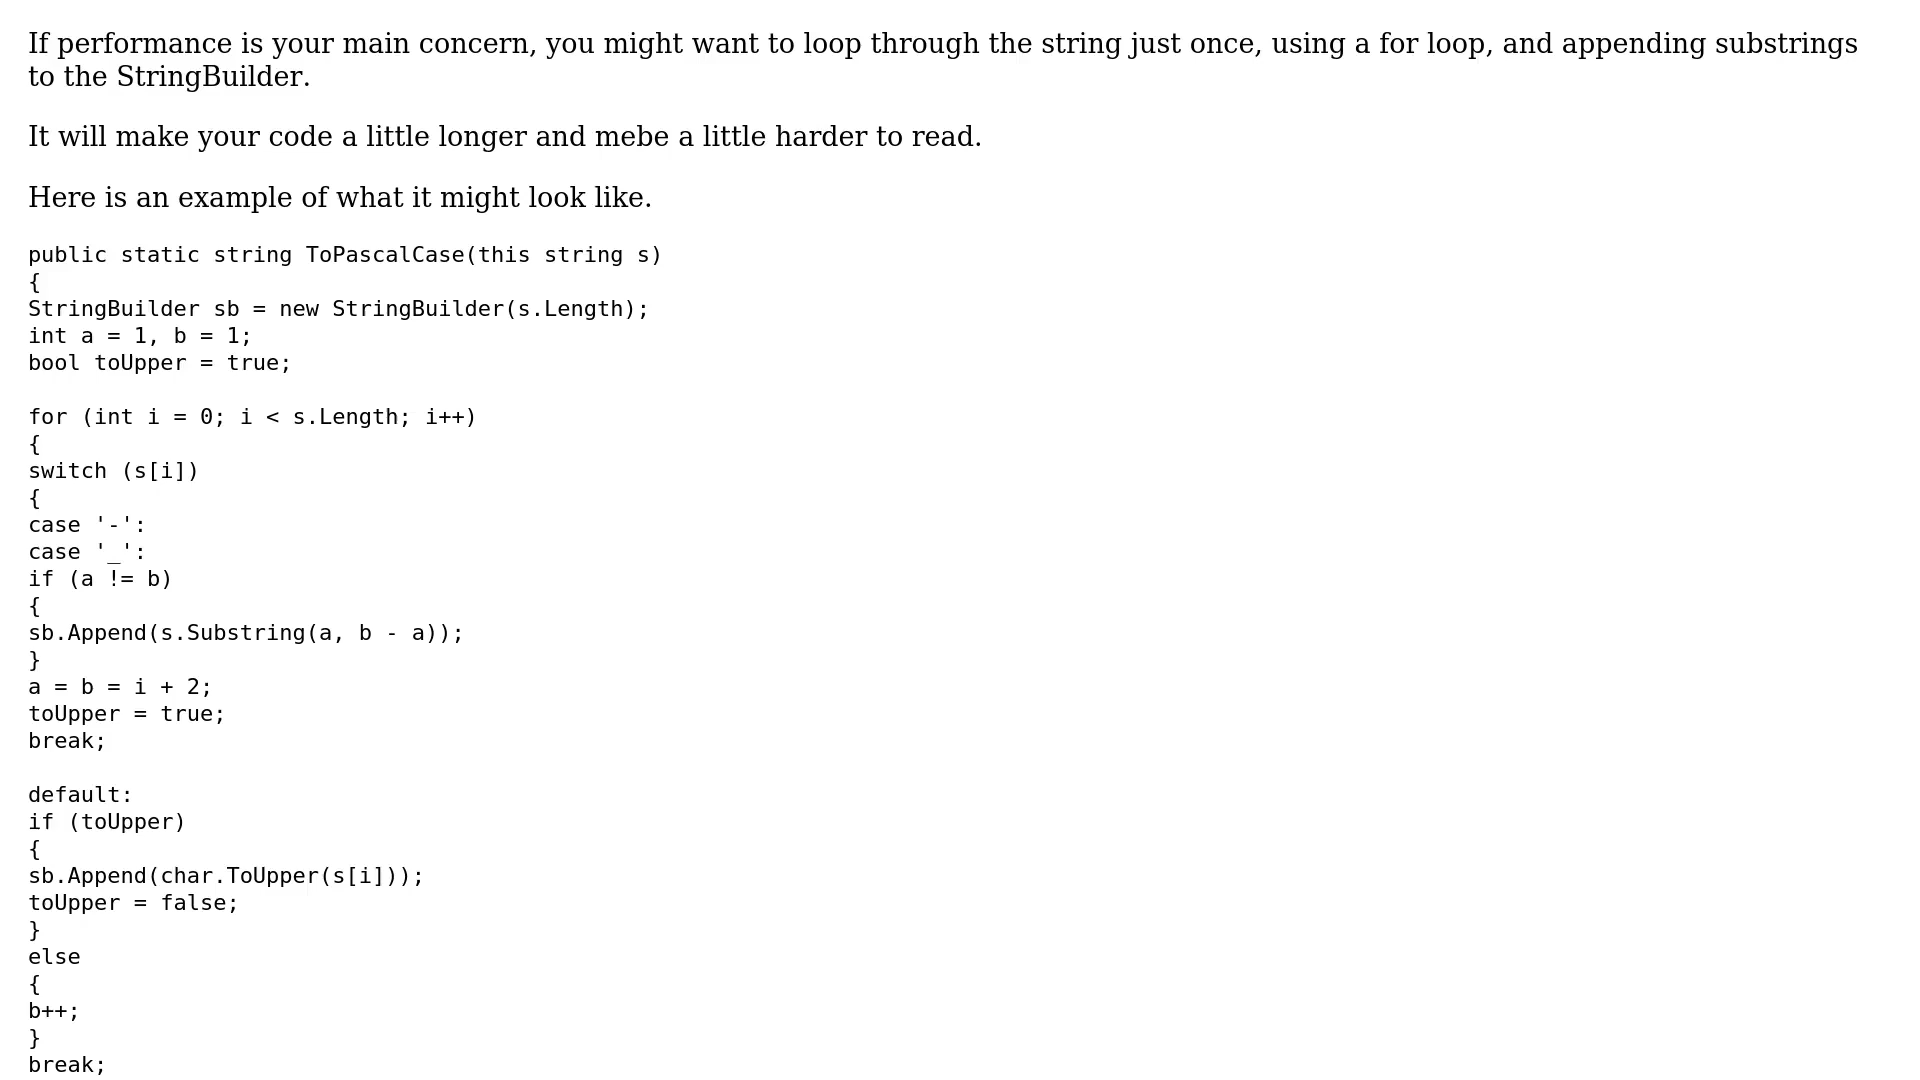 If performance is your main concern, you might want to loop through the string just once, using a for loop, and appending substrings
to the StringBuilder.
It will make your code a little longer and mebe a little harder to read.
Here is an example of what it might look like.
public static string ToPascalCase(this string s)
{
StringBuilder sb = new StringBuilder(s.Length);
int a = 1, b = 1;
bool toUpper = true;
for (int i = 0; i < s.Length; i++)
{
switch (s[i])
{
case '-':
case '_':
if (a != b)
{
sb.Append(s.Substring(a, b - a));
}
a = b = i + 2;
toUpper = true;
break;
default:
if (toUpper)
{
sb.Append(char.ToUpper(s[i]));
toUpper = false;
}
else
{
b++;
}
break;